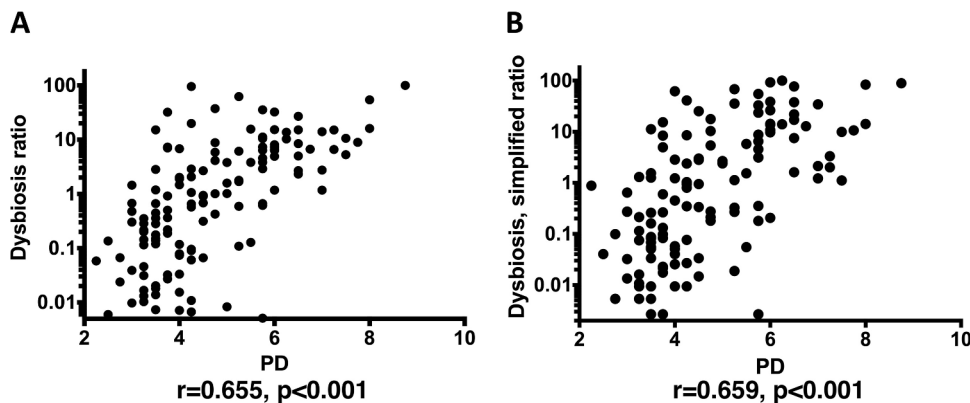 A
Dysbiosis ratio
100
10
1
0.1
0.01
2
4
6
8
10
PD
r=0.655, p<0.001
B
Dysbiosis, simplified ratio
100
10
1
0.1
0.01
2
4
6
8
10
PD
r=0.659, p<0.001